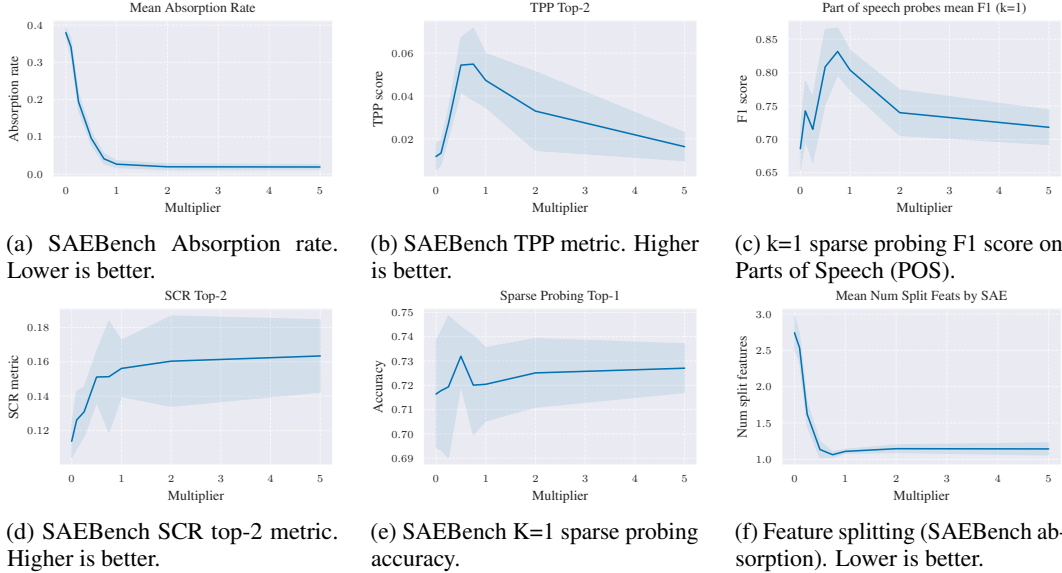 Mean Absorption Rate
0.4
0.3
0.2
0.1
0.0
Absorption rate
0 1 2 3 4 5
Multiplier
(a) SAEBench Absorption rate.
Lower is better.
TPP Top-2
0.06
0.04
0.02
TPP score
0 1 2 3 4 5
Multiplier
(b) SAEBench TPP metric. Higher
is better.
Part of speech probes mean F1 (k=1)
0.85
0.80
0.75
0.70
0.65
F1 score
0 1 2 3 4 5
Multiplier
(c) k=1 sparse probing F1 score on
Parts of Speech (POS).
SCR Top-2
0.18
0.16
0.14
0.12
SCR metric
0 1 2 3 4 5
Multiplier
(d) SAEBench SCR top-2 metric.
Higher is better.
Sparse Probing Top-1
0.75
0.74
0.73
0.72
0.71
0.70
0.69
Accuracy
0 1 2 3 4 5
Multiplier
(e) SAEBench K=1 sparse probing
accuracy.
Mean Num Split Feats by SAE
3.0
2.5
2.0
1.5
1.0
Num split features
0 1 2 3 4 5
Multiplier
(f) Feature splitting (SAEBench ab-
sorption). Lower is better.